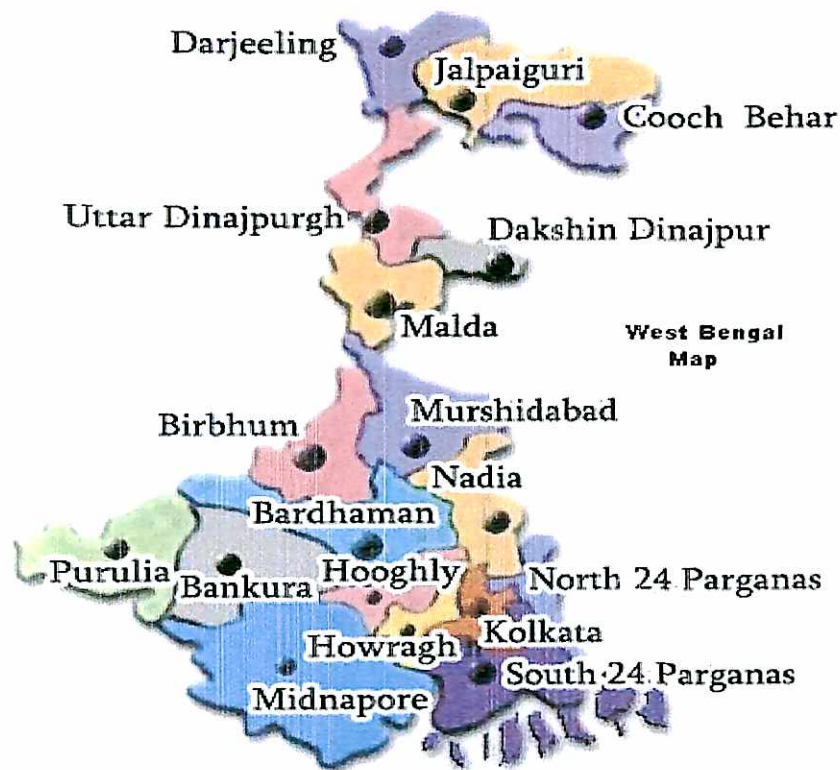 Darjeeling
Jalpaiguri
Cooch Behar
Uttar Dinajpurgh
Dakshin Dinajpur
Malda
West Bengal
Map
Murshidabad
Birbhum
Nadia
Bardhaman
Purulia
Bankura
Hooghly
North 24 Parganas
Kolkata
Howragh
South 24 Parganas
Midnapore